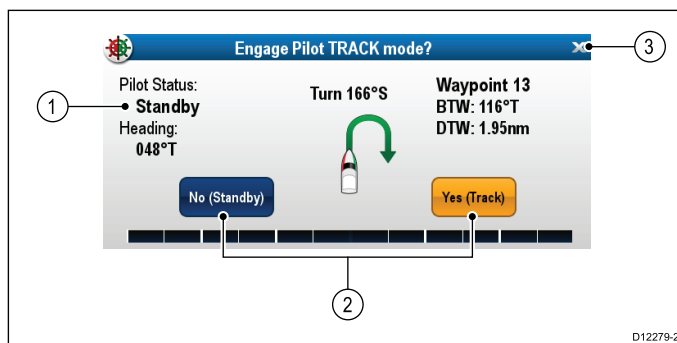 Engage Pilot TRACK mode?
3
Pilot Status:
Standby
Heading:
048°T
1
Turn 166°S
Waypoint 13
BTW: 116°T
DTW: 1.95nm
No (Standby)
Yes (Track)
2
D12279-2